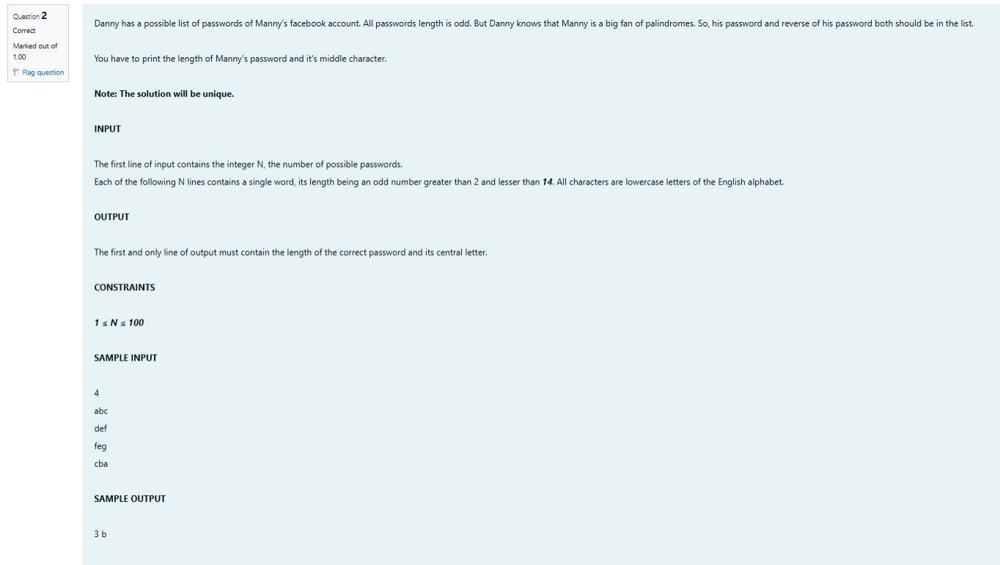 Question 2
Correct
Marked out of
1.00
Flag question
Danny has a possible list of passwords of Manny's facebook account. All passwords length is odd. But Danny knows that Manny is a big fan of palindromes. So, his password and reverse of his password both should be in the list.
You have to print the length of Manny's password and it's middle character.
Note: The solution will be unique.
INPUT
The first line of input contains the integer N, the number of possible passwords.
Each of the following N lines contains a single word, its length being an odd number greater than 2 and lesser than 14. All characters are lowercase letters of the English alphabet.
OUTPUT
The first and only line of output must contain the length of the correct password and its central letter.
CONSTRAINTS
1 ≤ N ≤ 100
SAMPLE INPUT
4
abc
def
feg
cba
SAMPLE OUTPUT
3 b